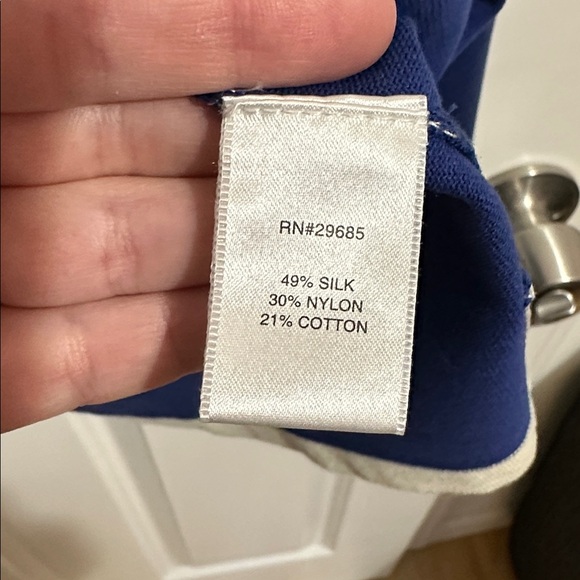 RN#29685
49% SILK
30% NYLON
21% COTTON